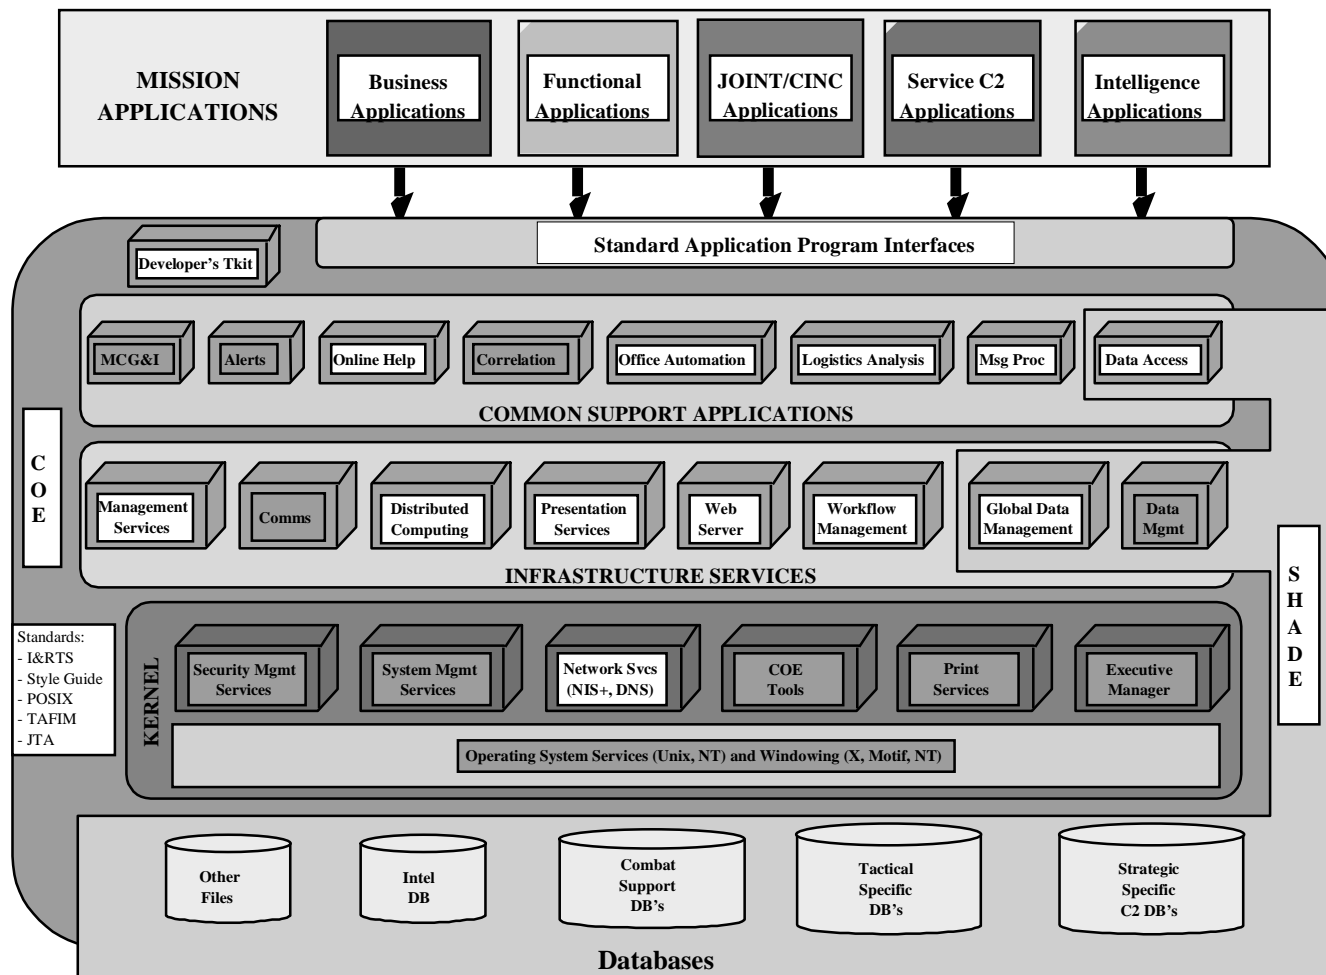 MISSION
APPLICATIONS
Business
Applications
Functional
Applications
JOINT/CINC
Applications
Service C2
Applications
Intelligence
Applications
Standard Application Program Interfaces
Developer's Tkit
MCG&I
Alerts
Online Help
Correlation
Office Automation
Logistics Analysis
Msg Proc
Data Access
COMMON SUPPORT APPLICATIONS
C
O
E
Management
Services
Comms
Distributed
Computing
Presentation
Services
Web
Server
Workflow
Management
Global Data
Management
Data
Mgmt
INFRASTRUCTURE SERVICES
S
H
A
D
E
Standards:
- I&RTS
- Style Guide
- POSIX
- TAFIM
- JTA
KERNEL
Security Mgmt
Services
System Mgmt
Services
Network Svcs
(NIS+, DNS)
COE
Tools
Print
Services
Executive
Manager
Operating System Services (Unix, NT) and Windowing (X, Motif, NT)
Other
Files
Intel
DB
Combat
Support
DB's
Tactical
Specific
DB's
Strategic
Specific
C2 DB's
Databases